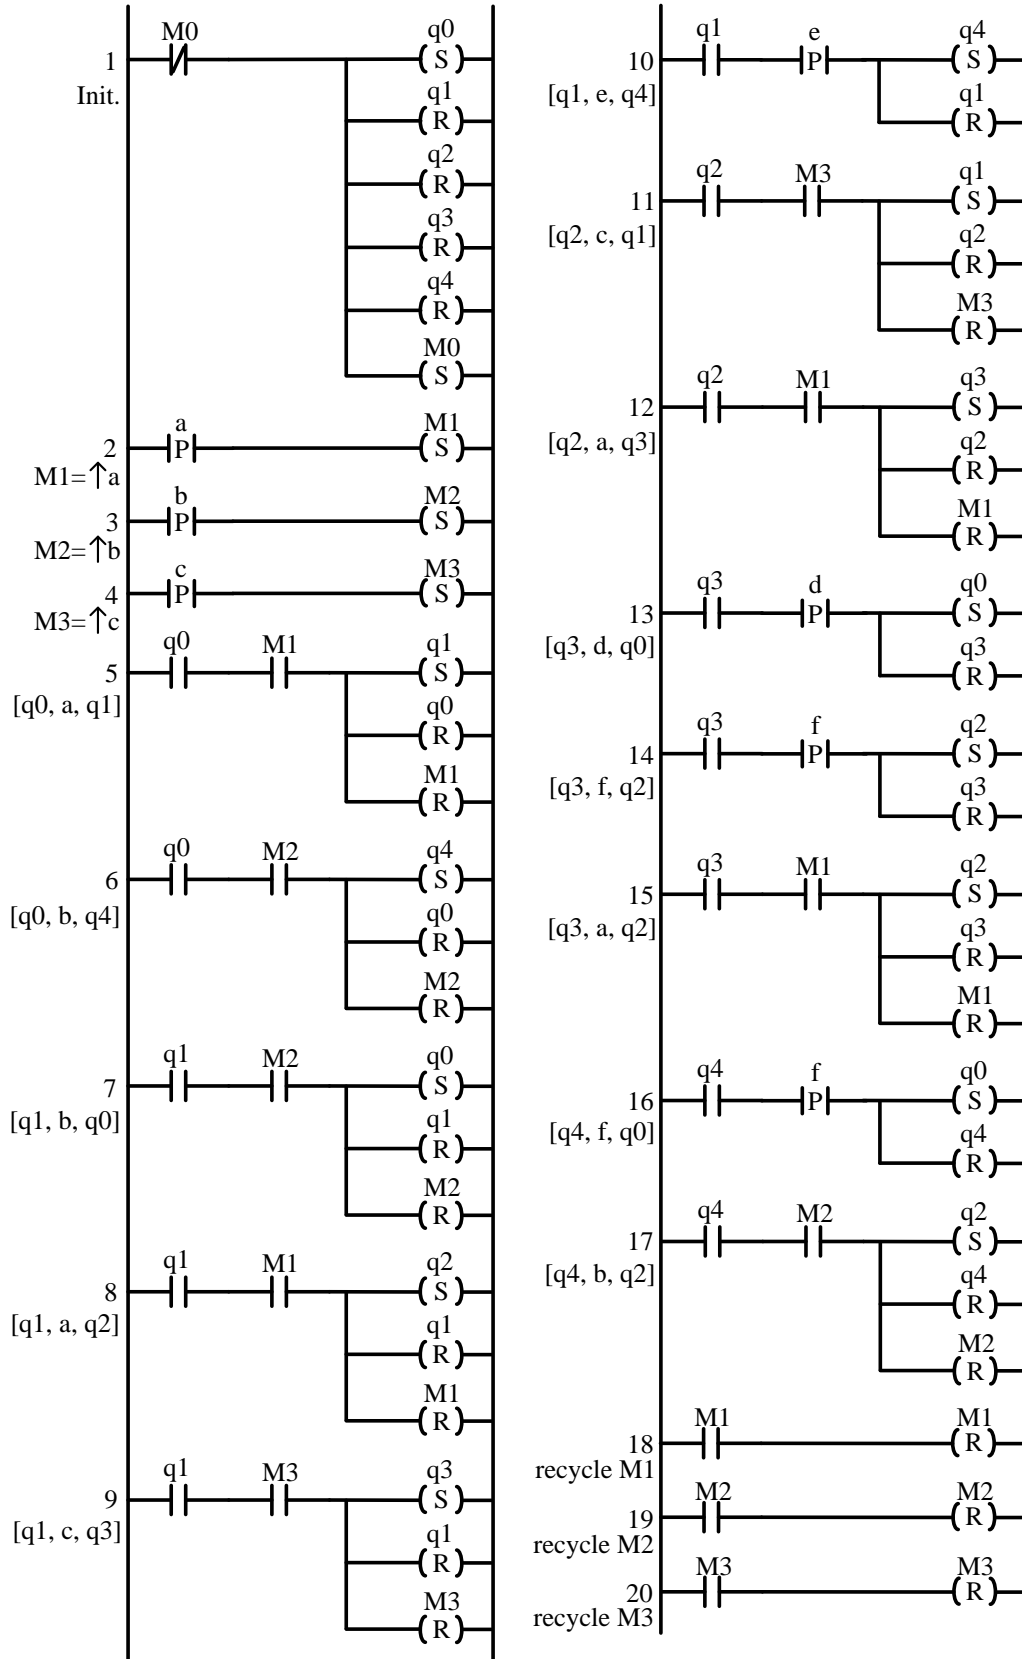 M0 q0
1 S
Init.
q1
R
q2
R
q3
R
q4
R
M0
S
a M1
2 P S
M1=↑a
b M2
3 P S
M2=↑b
c M3
4 P S
M3=↑c
q0 M1 q1
5 S
[q0, a, q1]
q0
R
M1
R
q0 M2 q4
6 S
[q0, b, q4]
q0
R
M2
R
q1 M2 q0
7 S
[q1, b, q0]
q1
R
M2
R
q1 M1 q2
8 S
[q1, a, q2]
q1
R
M1
R
q1 M3 q3
9 S
[q1, c, q3]
q1
R
M3
R
q1 e q4
10 P S
[q1, e, q4]
q1
R
q2 M3 q1
11 S
[q2, c, q1]
q2
R
M3
R
q2 M1 q3
12 S
[q2, a, q3]
q2
R
M1
R
q3 d q0
13 P S
[q3, d, q0]
q3
R
q3 f q2
14 P S
[q3, f, q2]
q3
R
q3 M1 q2
15 S
[q3, a, q2]
q3
R
M1
R
q4 f q0
16 P S
[q4, f, q0]
q4
R
q4 M2 q2
17 S
[q4, b, q2]
q4
R
M2
R
M1 M1
18 R
recycle M1
M2 M2
19 R
recycle M2
M3 M3
20 R
recycle M3